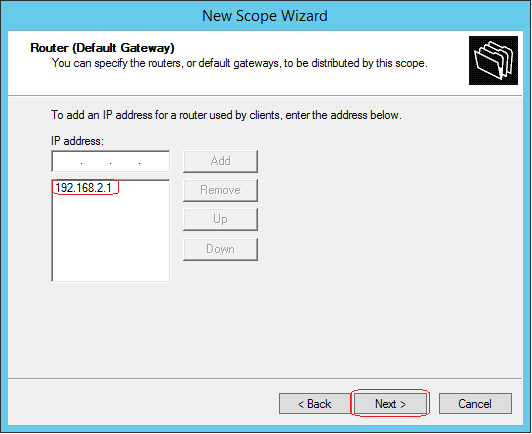 New Scope Wizard
Router (Default Gateway)
You can specify the routers, or default gateways, to be distributed by this scope.
To add an IP address for a router used by clients, enter the address below.
IP address:
. . .
Add
192.168.2.1
Remove
Up
Down
< Back
Next >
Cancel